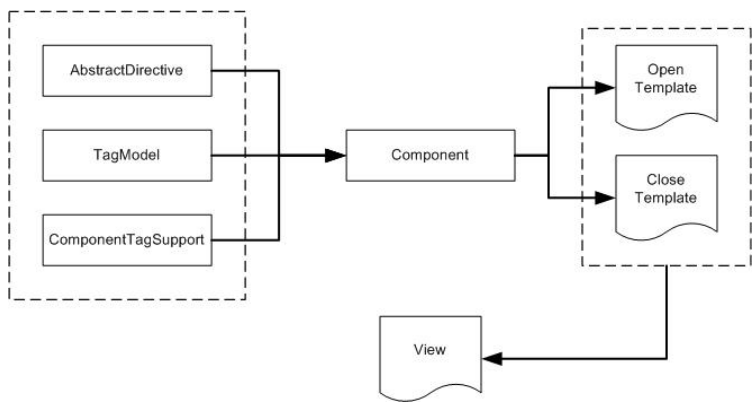 AbstractDirective
TagModel
ComponentTagSupport
Component
Open
Template
Close
Template
View